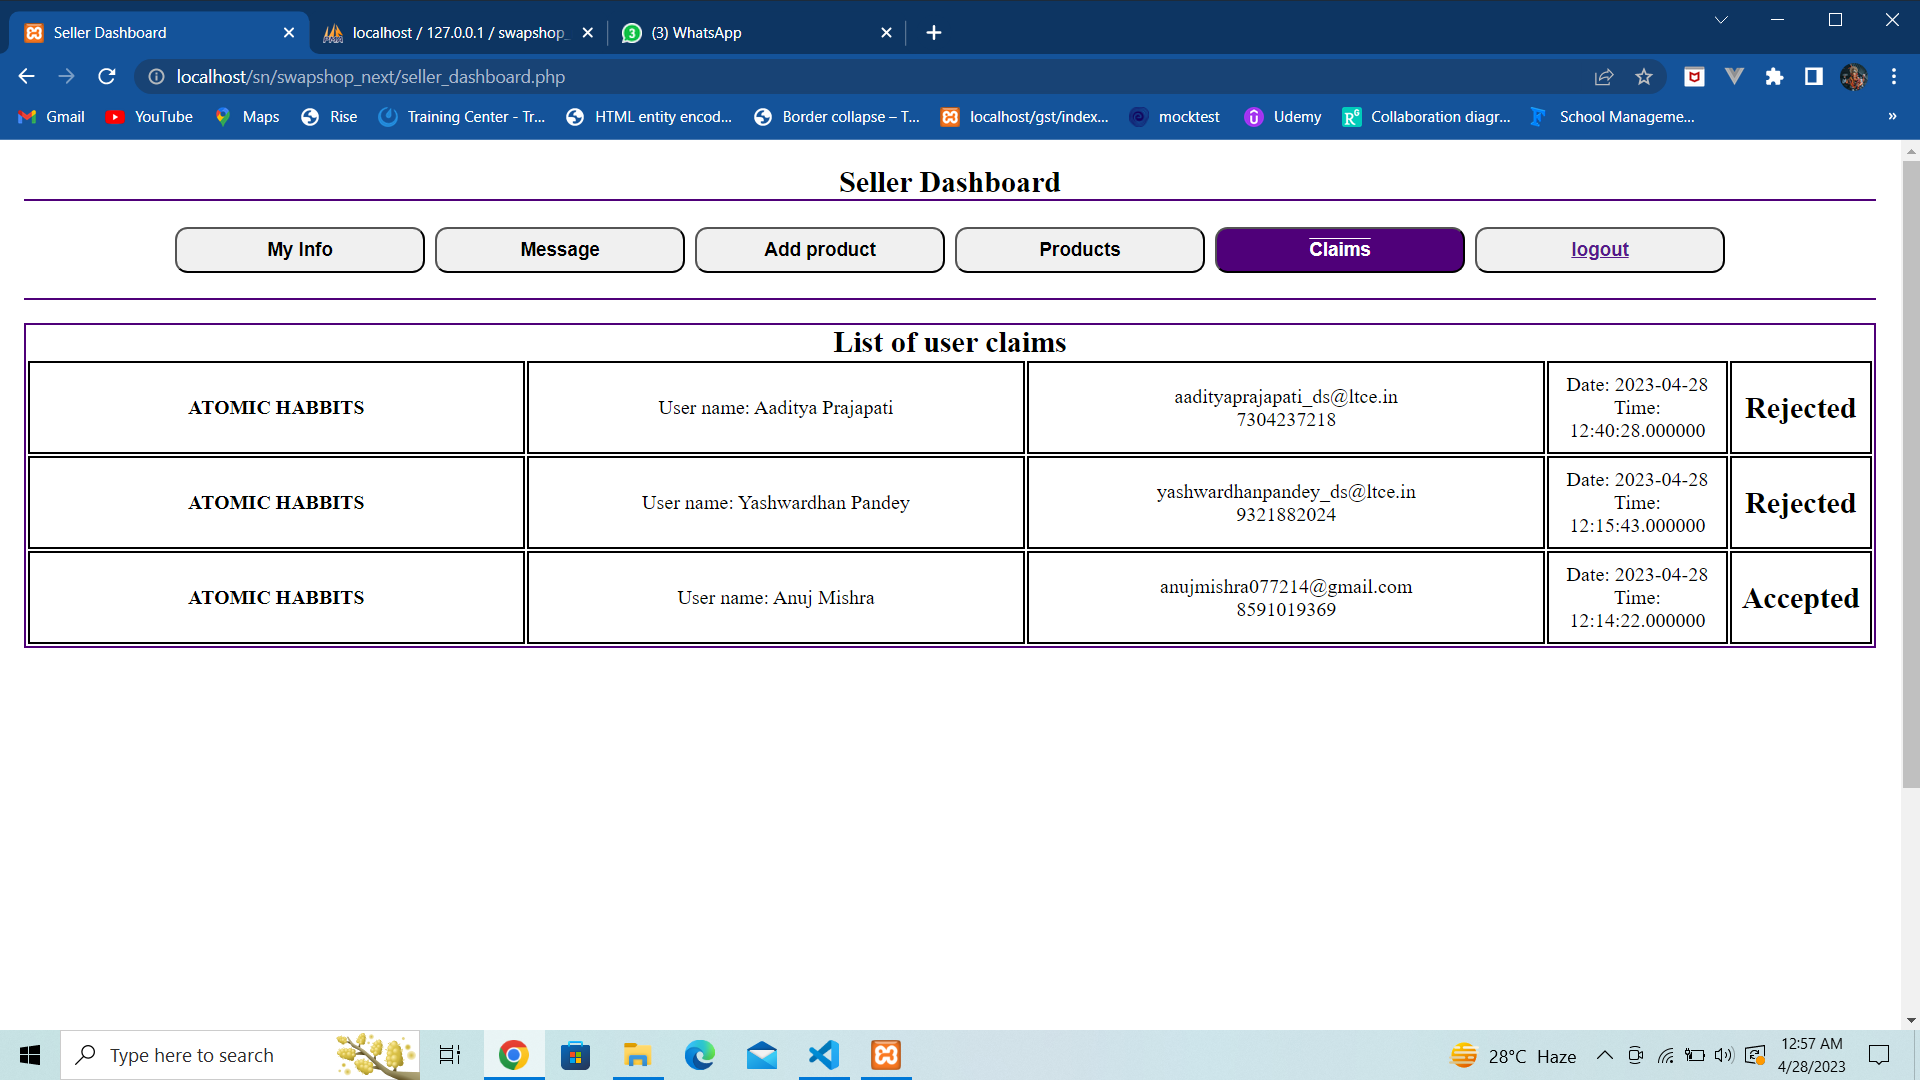 Seller Dashboard
localhost / 127.0.0.1 / swapshop_
(3) WhatsApp
localhost/sn/swapshop_next/seller_dashboard.php
Gmail
YouTube
Maps
Rise
Training Center - Tr...
HTML entity encod...
Border collapse – T...
localhost/gst/index...
mocktest
Udemy
Collaboration diagr...
School Manageme...
»
Seller Dashboard
My Info
Message
Add product
Products
Claims
logout
List of user claims
ATOMIC HABBITS
User name: Aaditya Prajapati
aadityaprajapati_ds@ltce.in
7304237218
Date: 2023-04-28
Time:
12:40:28.000000
Rejected
ATOMIC HABBITS
User name: Yashwardhan Pandey
yashwardhanpandey_ds@ltce.in
9321882024
Date: 2023-04-28
Time:
12:15:43.000000
Rejected
ATOMIC HABBITS
User name: Anuj Mishra
anujmishra077214@gmail.com
8591019369
Date: 2023-04-28
Time:
12:14:22.000000
Accepted
Type here to search
28°C Haze
12:57 AM
4/28/2023